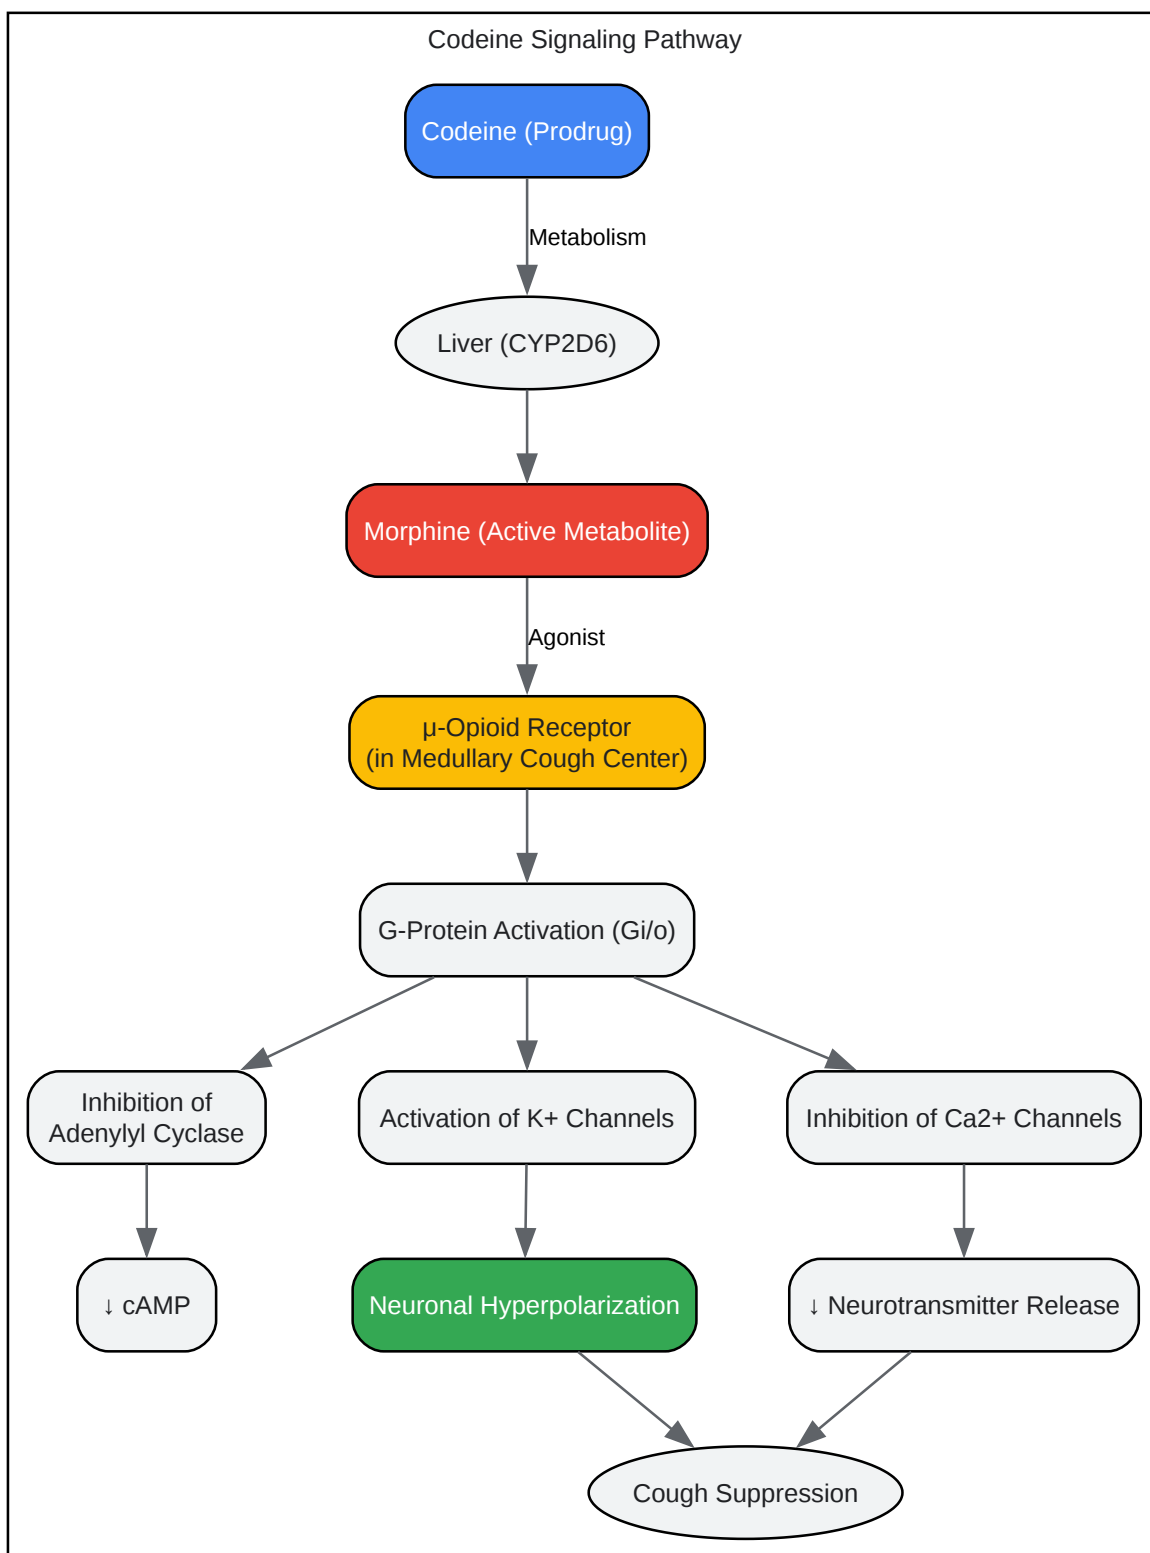 Codeine Signaling Pathway
Codeine (Prodrug)
Metabolism
Liver (CYP2D6)
Morphine (Active Metabolite)
Agonist
μ-Opioid Receptor
(in Medullary Cough Center)
G-Protein Activation (Gi/o)
Inhibition of
Adenylyl Cyclase
Activation of K+ Channels
Inhibition of Ca2+ Channels
↓ cAMP
Neuronal Hyperpolarization
↓ Neurotransmitter Release
Cough Suppression